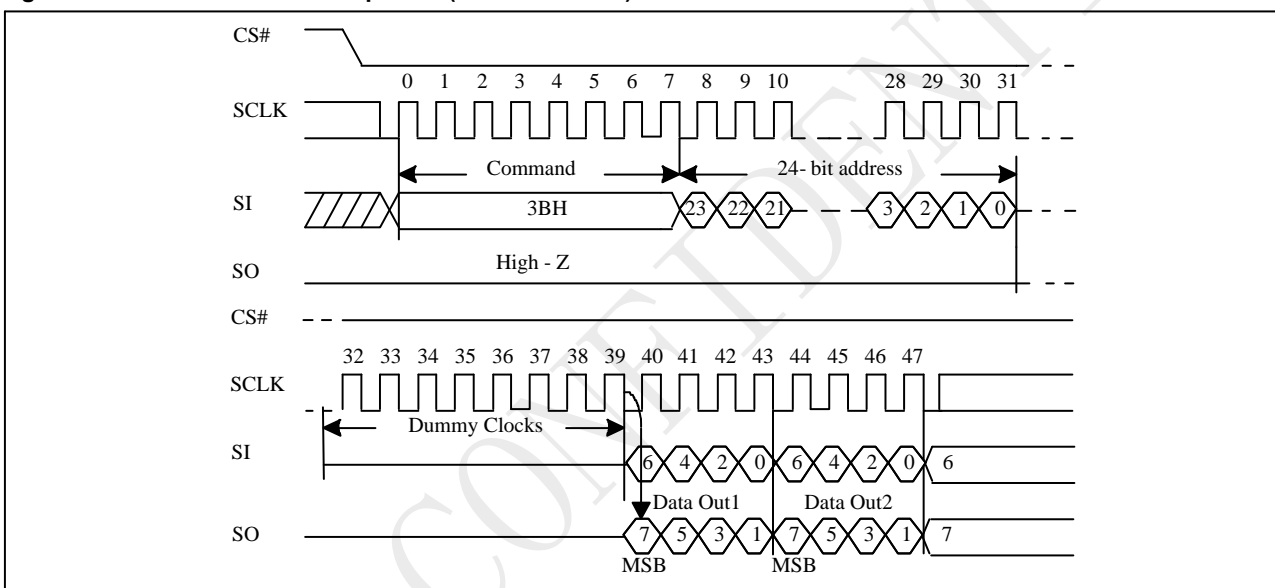 CS#
0 1 2 3 4 5 6 7 8 9 10 28 29 30 31
SCLK
Command 24- bit address
SI 3BH 23 22 21 3 2 1 0
High - Z
SO
CS#
32 33 34 35 36 37 38 39 40 41 42 43 44 45 46 47
SCLK
Dummy Clocks
SI 6 4 2 0 6 4 2 0 6
Data Out1 Data Out2
SO 7 5 3 1 7 5 3 1 7
MSB MSB